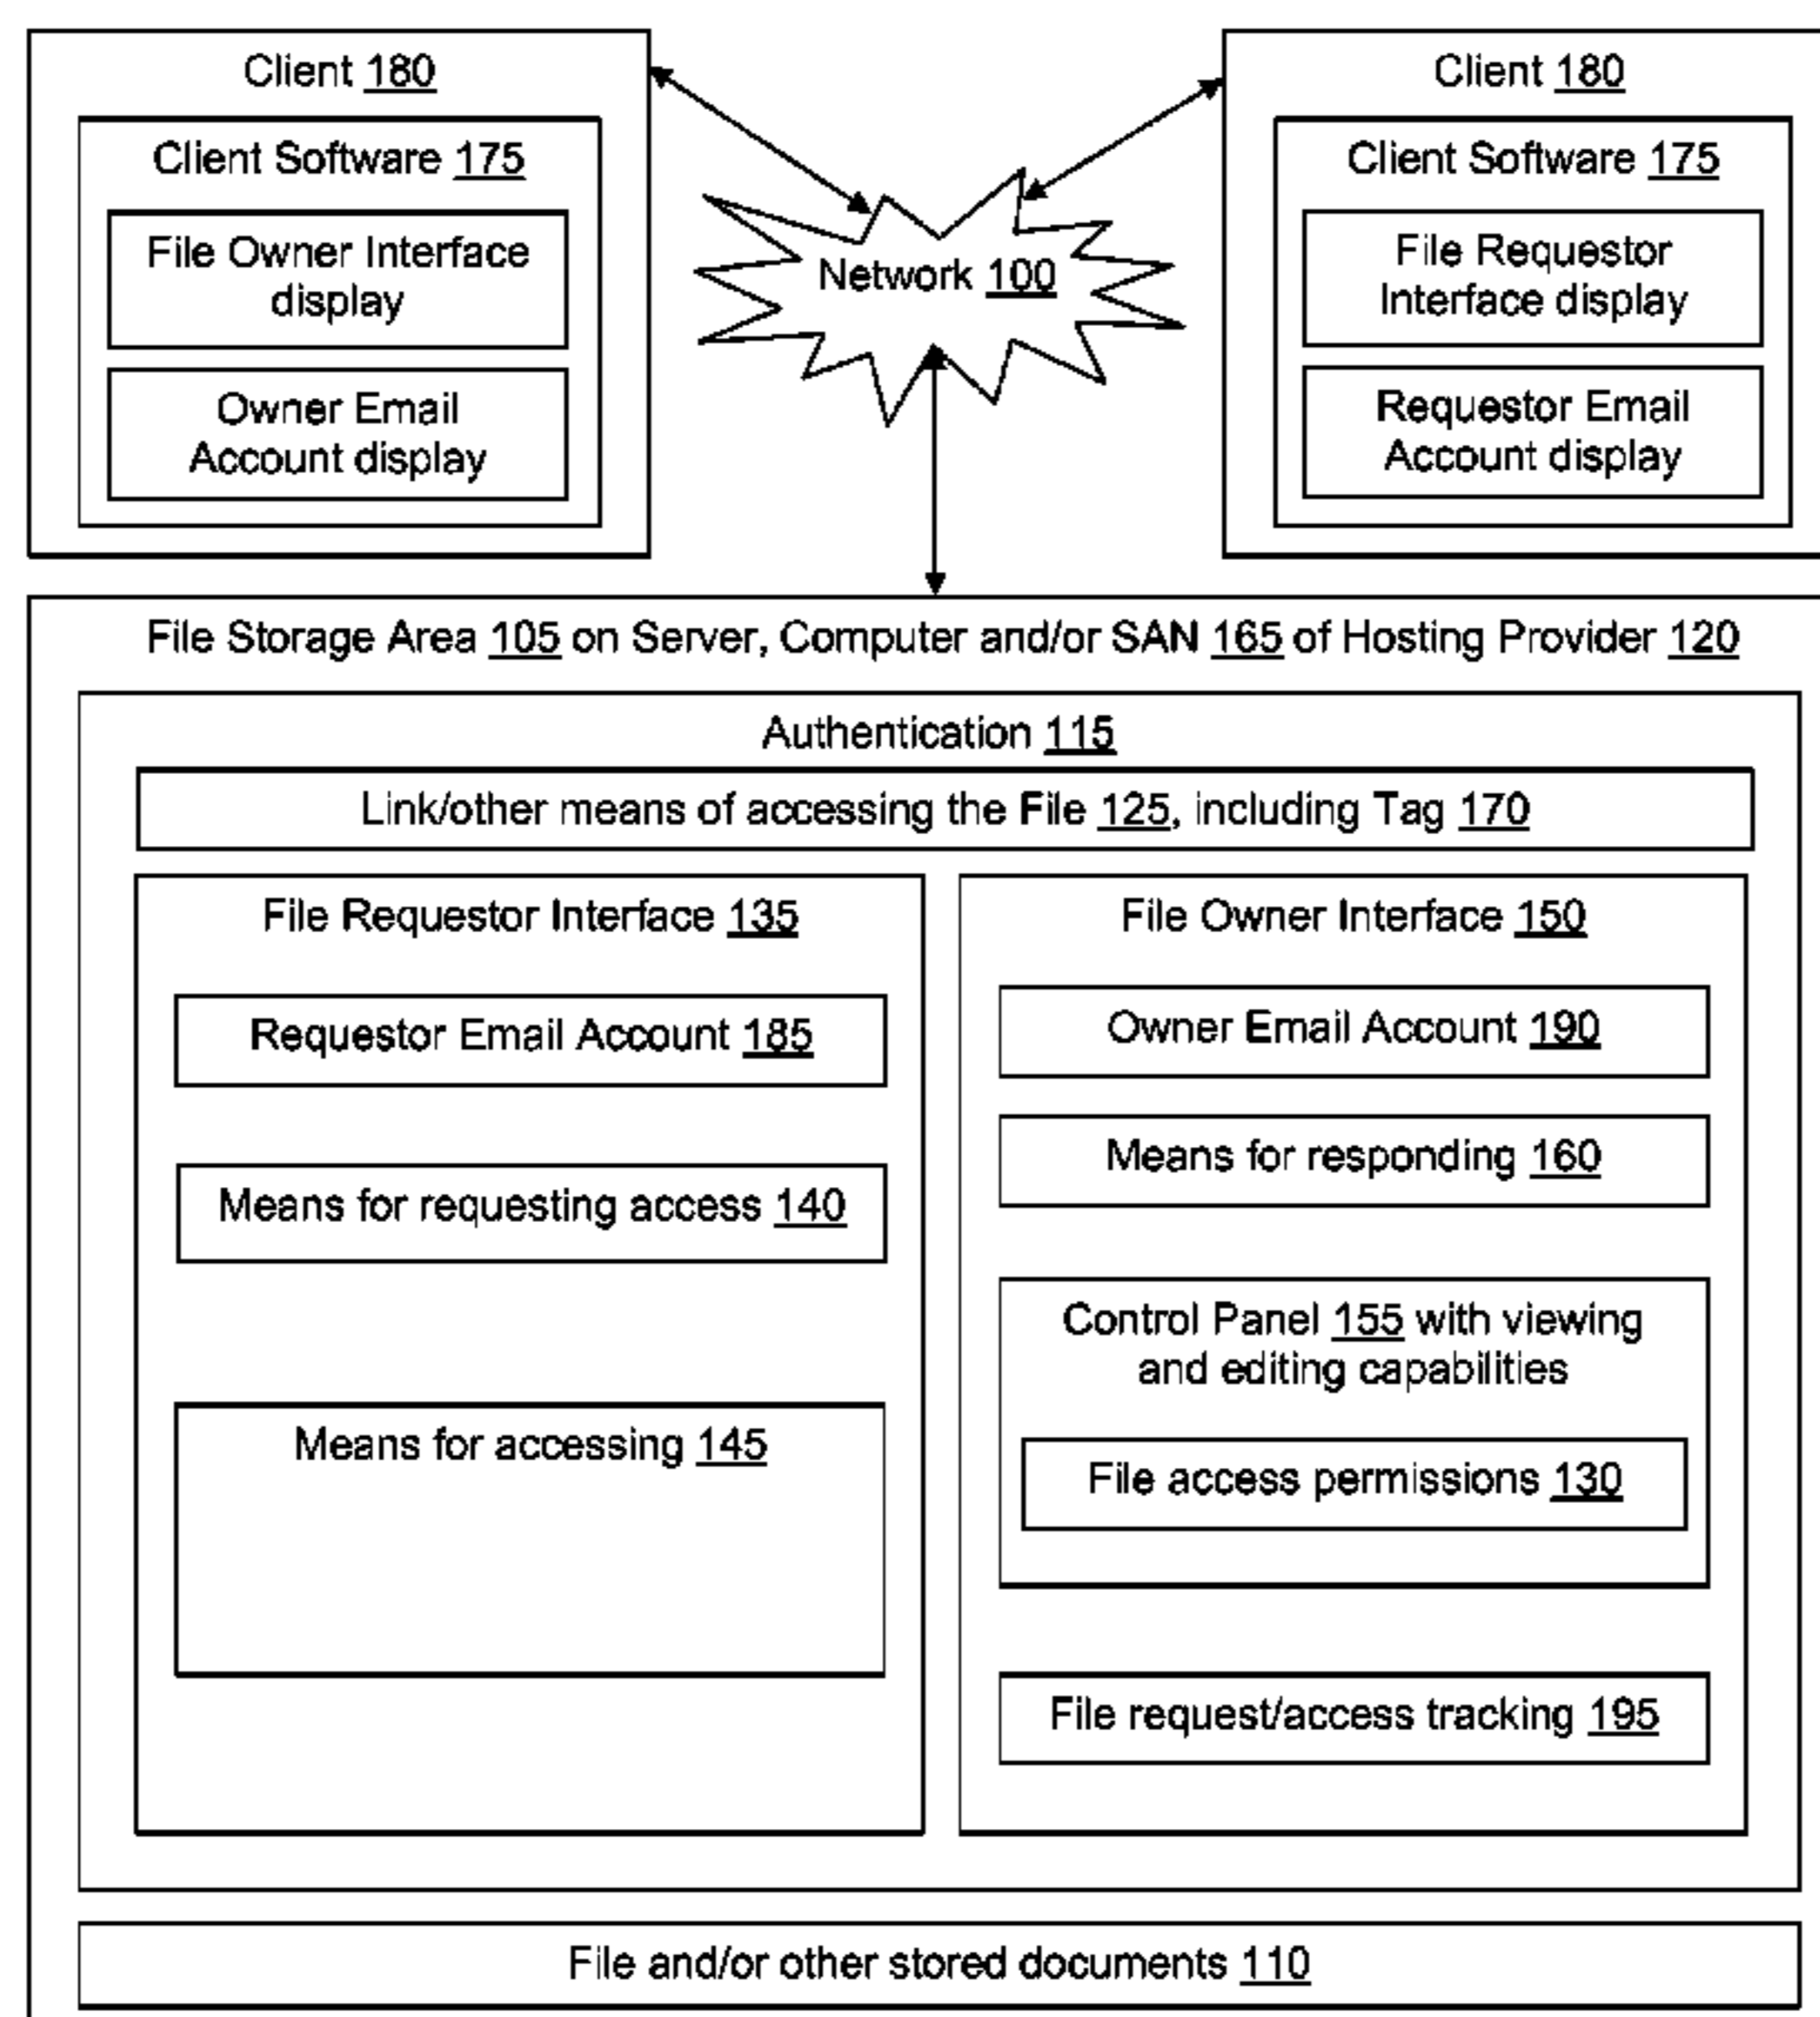 Client 180
Client Software 175
File Owner Interface
display
Owner Email
Account display
Network 100
Client 180
Client Software 175
File Requestor
Interface display
Requestor Email
Account display
File Storage Area 105 on Server, Computer and/or SAN 165 of Hosting Provider 120
Authentication 115
Link/other means of accessing the File 125, including Tag 170
File Requestor Interface 135
Requestor Email Account 185
Means for requesting access 140
Means for accessing 145
File Owner Interface 150
Owner Email Account 190
Means for responding 160
Control Panel 155 with viewing
and editing capabilities
File access permissions 130
File request/access tracking 195
File and/or other stored documents 110